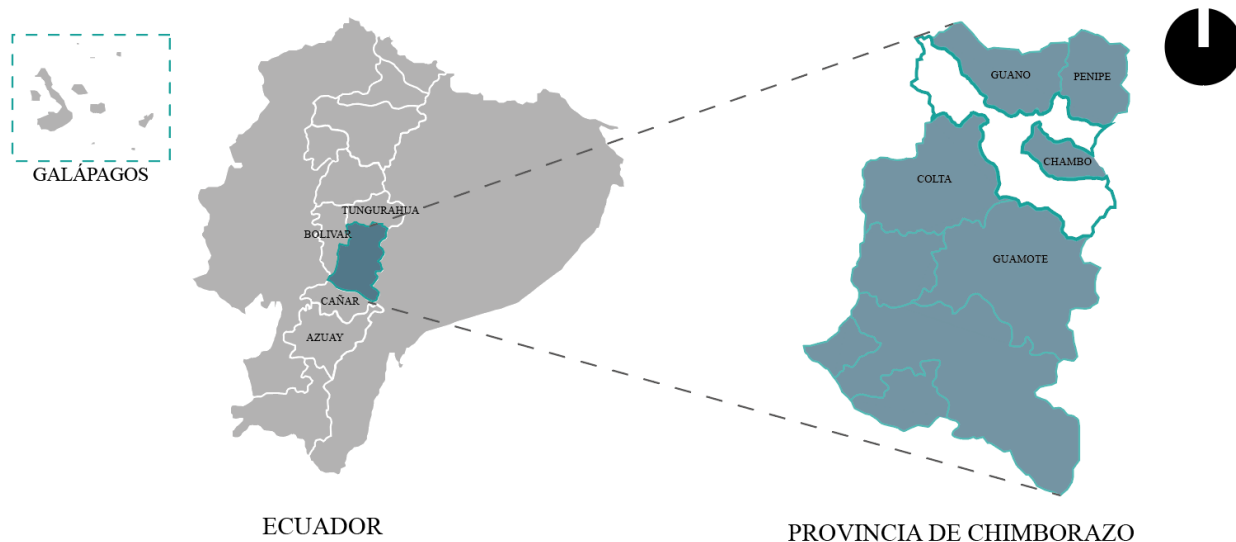 GALÁPAGOS
TUNGURAHUA
BOLIVAR
CAÑAR
AZUAY
ECUADOR
GUANO
PENIPE
CHAMBO
COLTA
GUAMOTE
PROVINCIA DE CHIMBORAZO